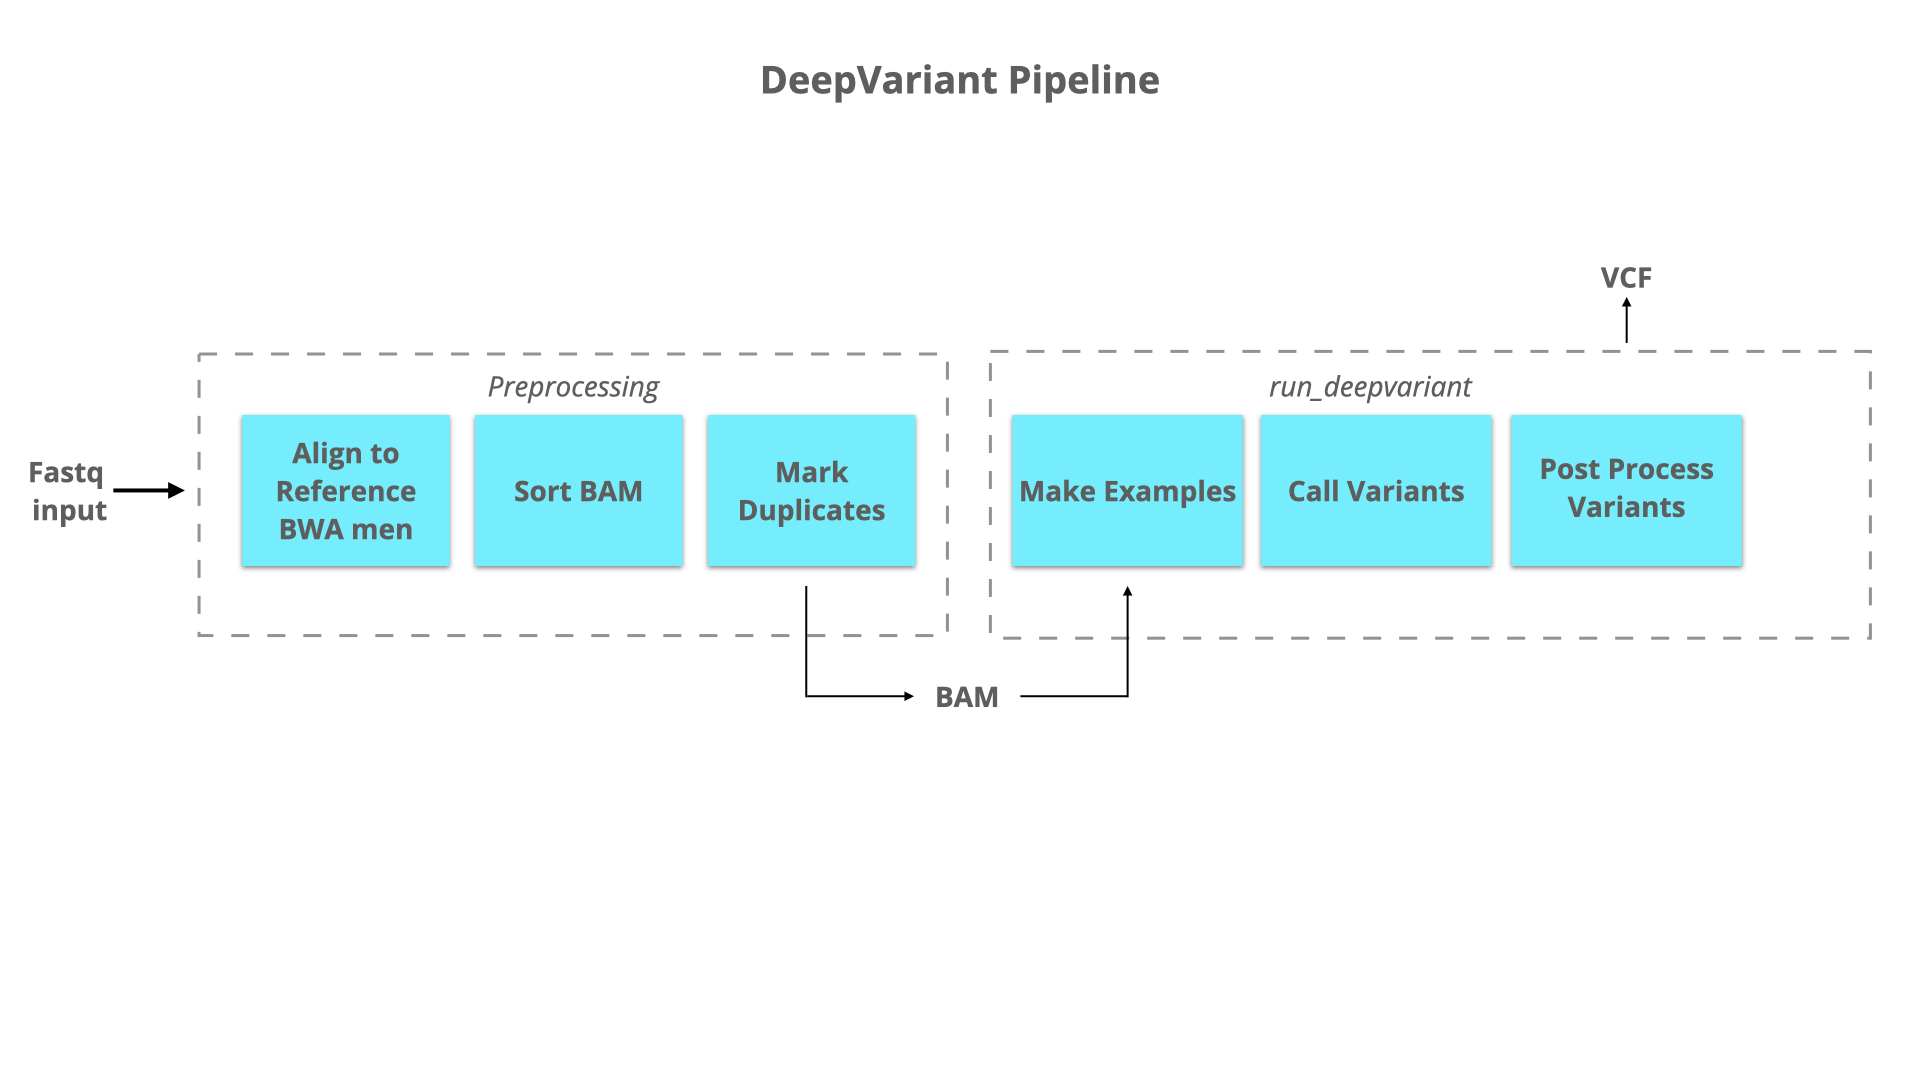 DeepVariant Pipeline
VCF
Preprocessing
run_deepvariant
Fastq
input
Align to
Reference
BWA men
Sort BAM
Mark
Duplicates
Make Examples
Call Variants
Post Process
Variants
BAM